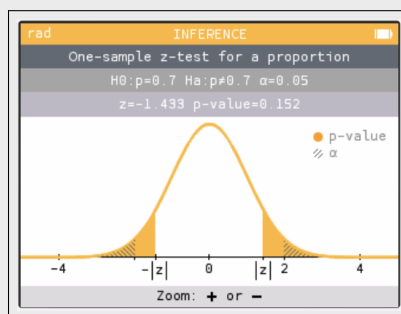 rad INFERENCE
One-sample z-test for a proportion
H0:p=0.7 Ha:p≠0.7 α=0.05
z=-1.433 p-value=0.152
p-value
α
-4 -|z| 0 |z| 2 4
Zoom: + or -